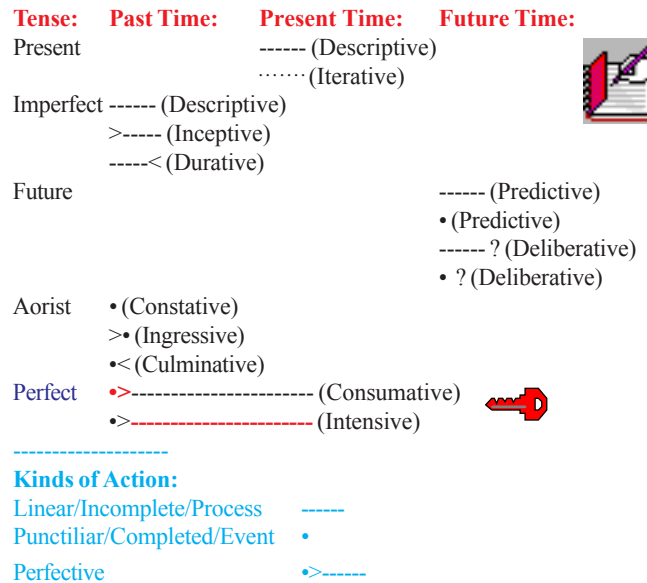 Tense: Past Time: Present Time: Future Time:
Present ------ (Descriptive)
······· (Iterative)
Imperfect ------ (Descriptive)
>----- (Inceptive)
-----< (Durative)
Future ------ (Predictive)
• (Predictive)
------ ? (Deliberative)
• ? (Deliberative)
Aorist • (Constative)
>• (Ingressive)
•< (Culminative)
Perfect •>----------------------- (Consumative)
•>----------------------- (Intensive)
--------------------
Kinds of Action:
Linear/Incomplete/Process ------
Punctiliar/Completed/Event •
Perfective •>------